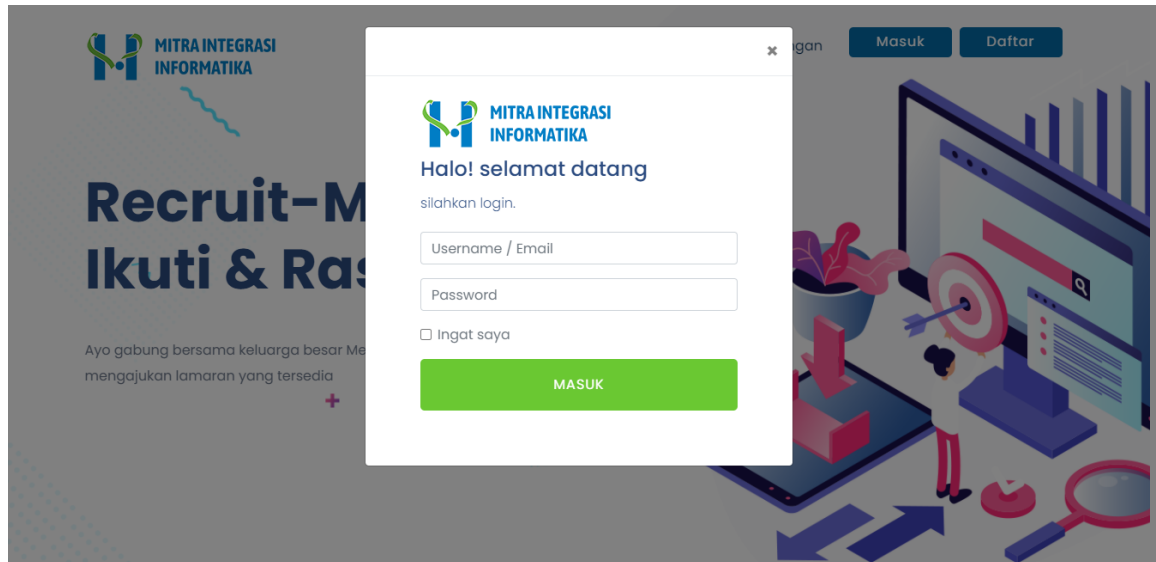 MITRA INTEGRASI
INFORMATIKA
ngan
Masuk
Daftar
×
MITRA INTEGRASI
INFORMATIKA
Halo! selamat datang
silahkan login.
Username / Email
Password
Ingat saya
MASUK
Recruit-M
Ikuti & Ras
Ayo gabung bersama keluarga besar Me
mengajukan lamaran yang tersedia